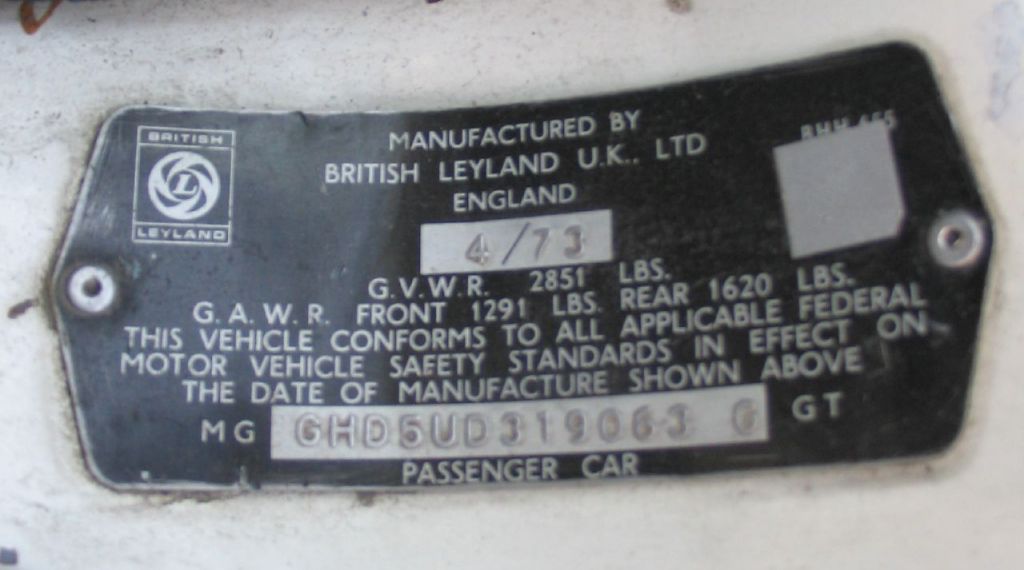 BRITISH
L
LEYLAND
MANUFACTURED BY
BRITISH LEYLAND U.K., LTD
ENGLAND
4/73
G.V.W.R. 2851 LBS.
G.A.W.R. FRONT 1291 LBS. REAR 1620 LBS.
THIS VEHICLE CONFORMS TO ALL APPLICABLE FEDERAL
MOTOR VEHICLE SAFETY STANDARDS IN EFFECT ON
THE DATE OF MANUFACTURE SHOWN ABOVE
MG GHD5UD319063 G GT
PASSENGER CAR